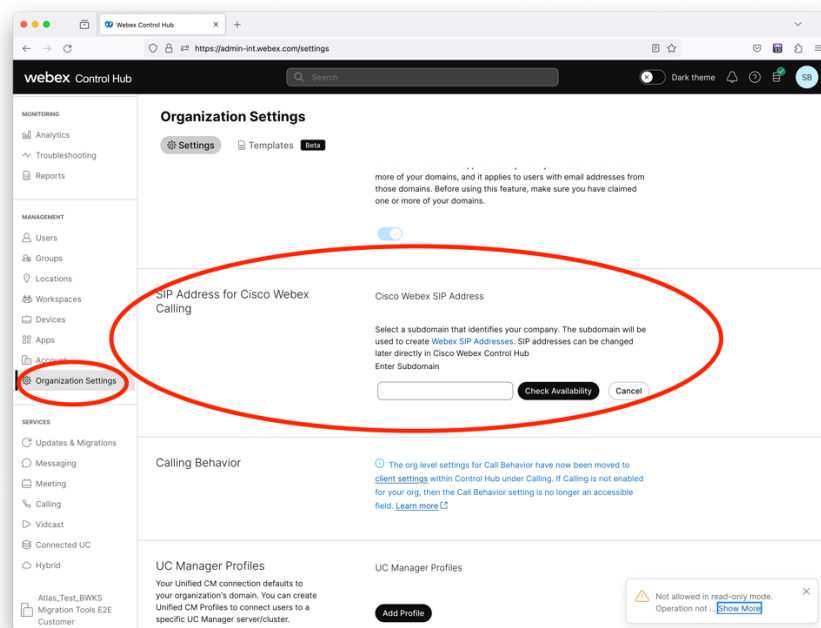 Webex Control Hub
https://admin-int.webex.com/settings
webex Control Hub
Search
Dark theme
SB
MONITORING
Analytics
Troubleshooting
Reports
MANAGEMENT
Users
Groups
Locations
Workspaces
Devices
Apps
Account
Organization Settings
SERVICES
Updates & Migrations
Messaging
Meeting
Calling
Vidcast
Connected UC
Hybrid
Atlas_Test_BWKS
Migration Tools E2E
Customer
Organization Settings
Settings
Templates Beta
more of your domains, and it applies to users with email addresses from
those domains. Before using this feature, make sure you have claimed
one or more of your domains.
SIP Address for Cisco Webex
Calling
Cisco Webex SIP Address
Select a subdomain that identifies your company. The subdomain will be
used to create Webex SIP Addresses. SIP addresses can be changed
later directly in Cisco Webex Control Hub
Enter Subdomain
Check Availability
Cancel
Calling Behavior
The org level settings for Call Behavior have now been moved to
client settings within Control Hub under Calling. If Calling is not enabled
for your org, then the Call Behavior setting is no longer an accessible
field. Learn more
UC Manager Profiles
Your Unified CM connection defaults to
your organization's domain. You can create
Unified CM Profiles to connect users to a
specific UC Manager server/cluster.
UC Manager Profiles
Add Profile
Not allowed in read-only mode.
Operation not ... Show More